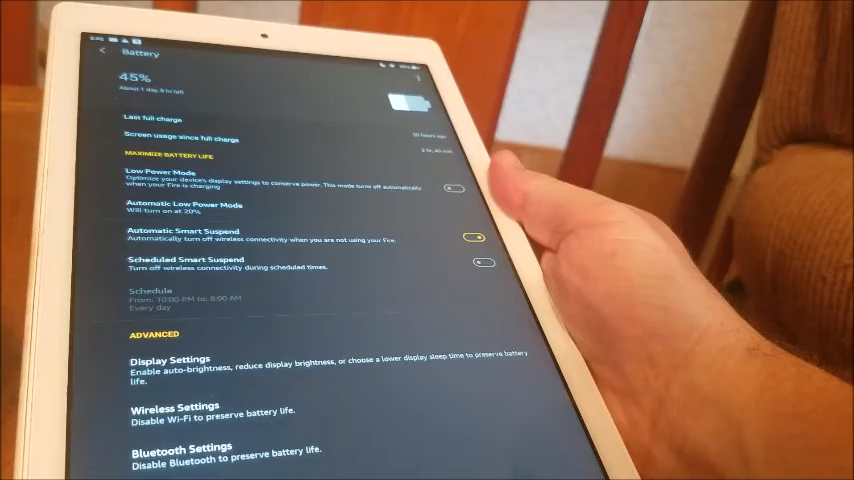 Battery
45%
About 1 day, 8 hr left
Last full charge
Screen usage since full charge
MAXIMIZE BATTERY LIFE
Low Power Mode
Optimize your device's display settings to conserve power. This mode turns off automatically
when your Fire is charging
Automatic Low Power Mode
Will turn on at 20%
Automatic Smart Suspend
Automatically turn off wireless connectivity when you are not using your Fire.
Scheduled Smart Suspend
Turn off wireless connectivity during scheduled times.
Schedule
From: 10:00 PM to: 8:00 AM
Every day
ADVANCED
Display Settings
Enable auto-brightness, reduce display brightness, or choose a lower display sleep time to preserve battery
life.
Wireless Settings
Disable Wi-Fi to preserve battery life.
Bluetooth Settings
Disable Bluetooth to preserve battery life.